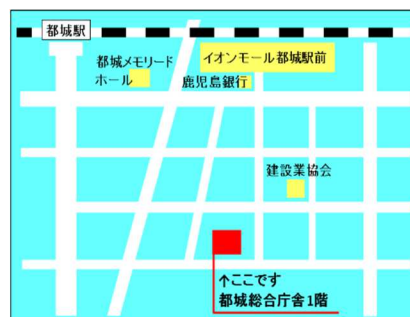 都城駅
イオンモール都城駅前
都城メモリード
ホール
鹿児島銀行
建設業協会
↑ここです
都城総合庁舎1階